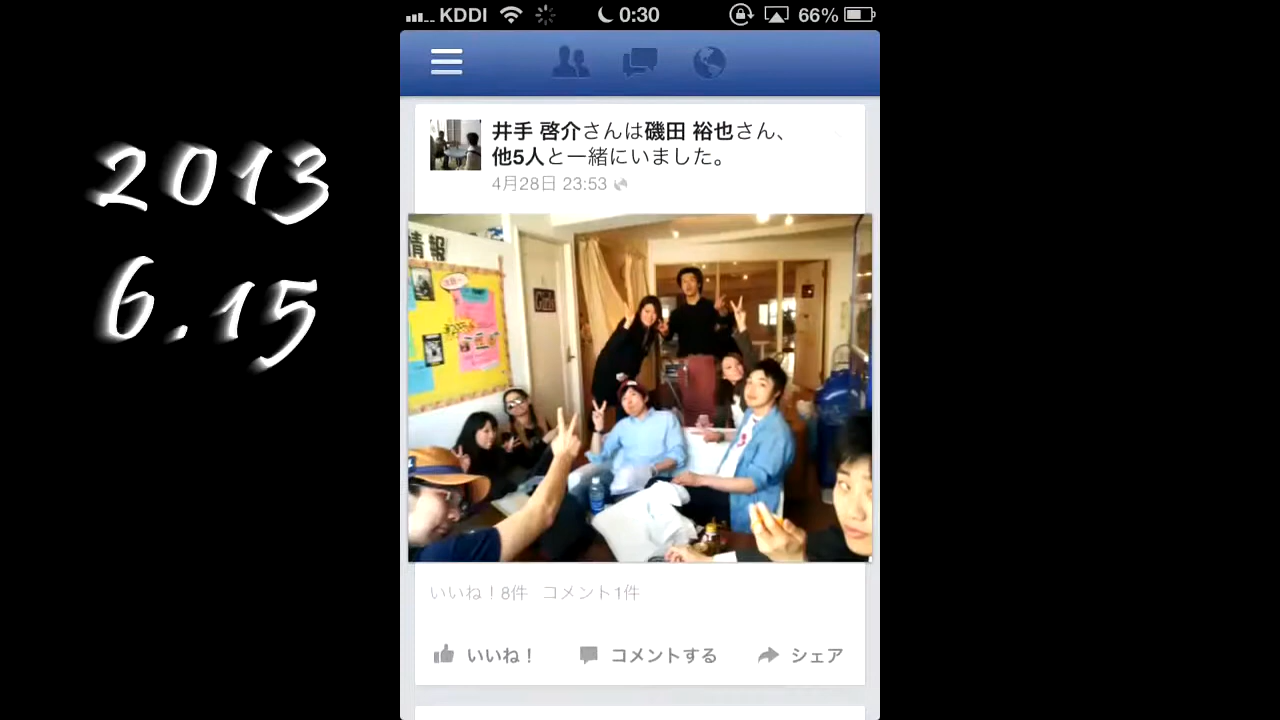 KDDI 0:30 66%
2013
6.15
井手 啓介さんは磯田 裕也さん、
他5人と一緒にいました。
4月28日 23:53
情報
Girls
いいね！8件 コメント1件
いいね！ コメントする シェア